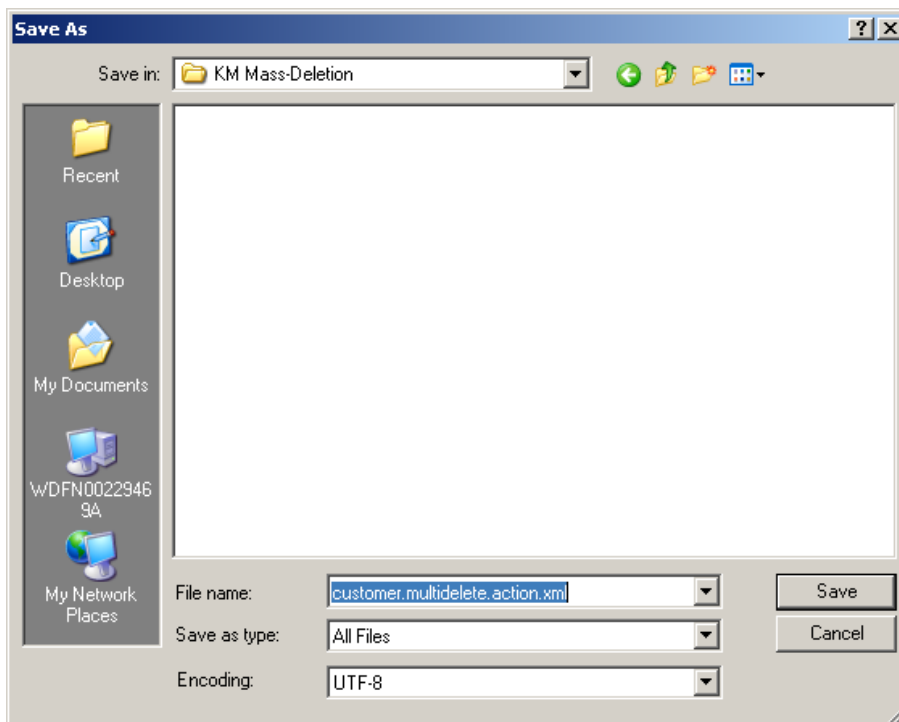 Save As
Save in:
KM Mass-Deletion
Recent
Desktop
My Documents
WDFN0022946
9A
My Network
Places
File name:
customer.multidelete.action.xml
Save
Save as type:
All Files
Cancel
Encoding:
UTF-8